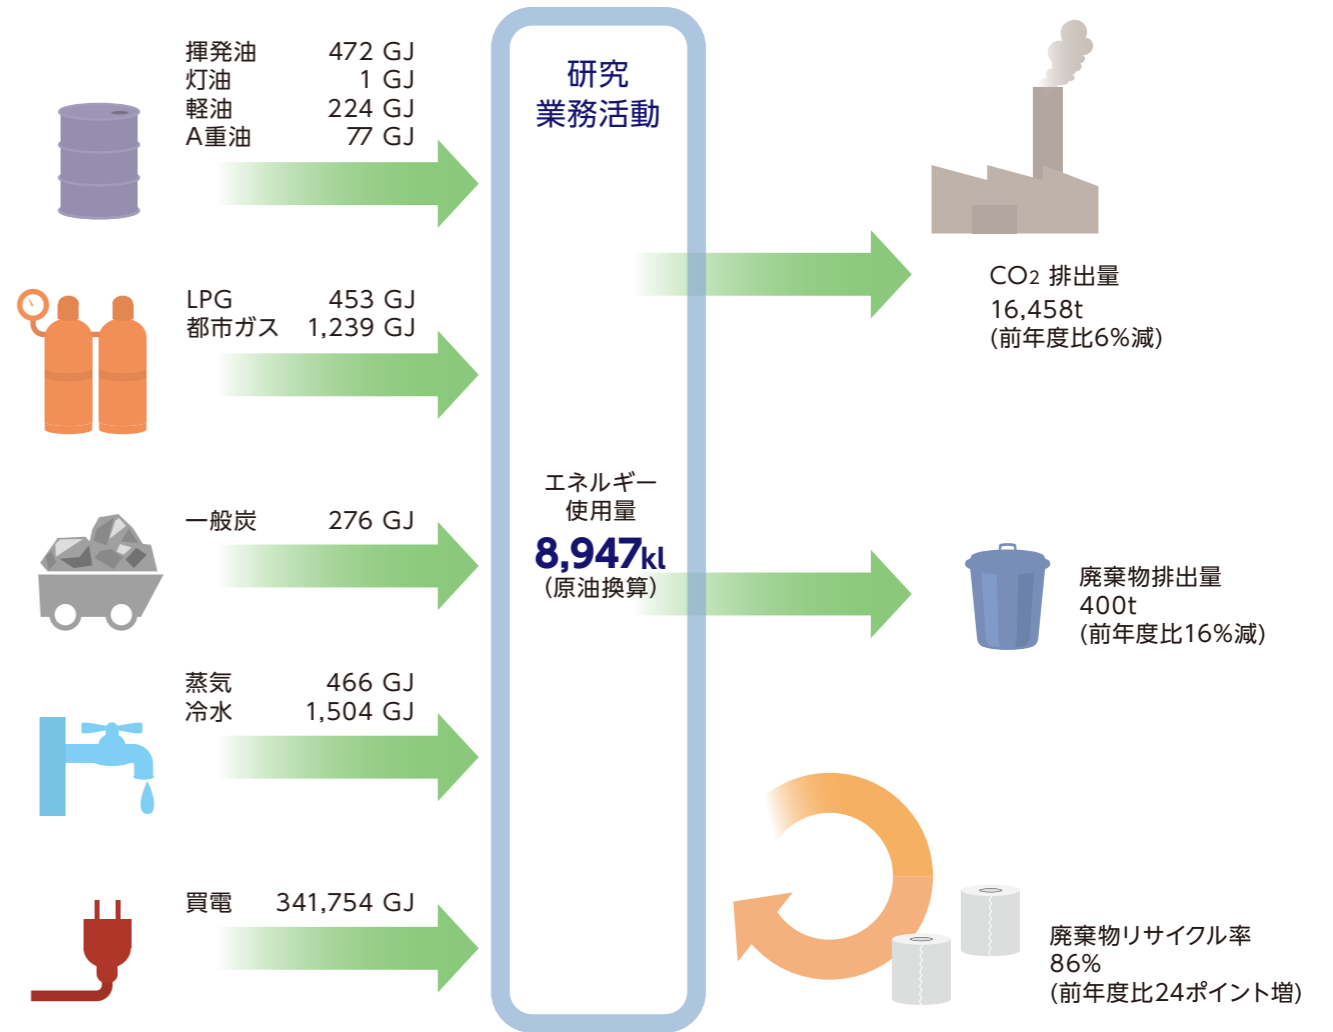 揮発油 472 GJ
灯油 1 GJ
軽油 224 GJ
A重油 77 GJ
LPG 453 GJ
都市ガス 1,239 GJ
一般炭 276 GJ
蒸気 466 GJ
冷水 1,504 GJ
買電 341,754 GJ
研究
業務活動
エネルギー
使用量
8,947kl
(原油換算)
CO2 排出量
16,458t
(前年度比6%減)
廃棄物排出量
400t
(前年度比16%減)
廃棄物リサイクル率
86%
(前年度比24ポイント増)